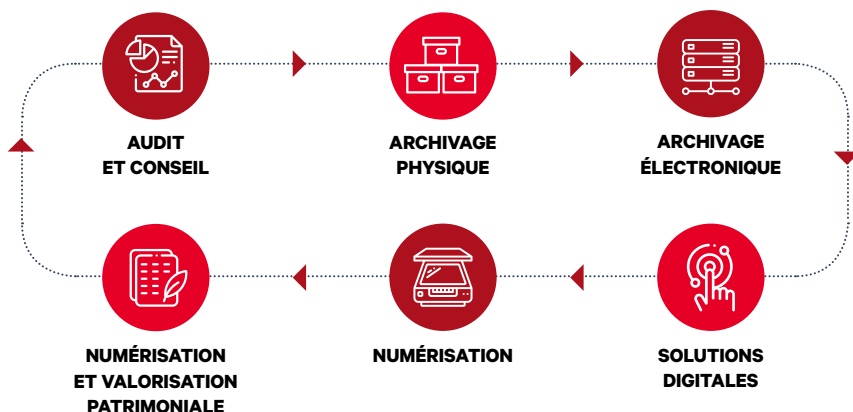 AUDIT
ET CONSEIL
ARCHIVAGE
PHYSIQUE
ARCHIVAGE
ÉLECTRONIQUE
NUMÉRISATION
ET VALORISATION
PATRIMONIALE
NUMÉRISATION
SOLUTIONS
DIGITALES